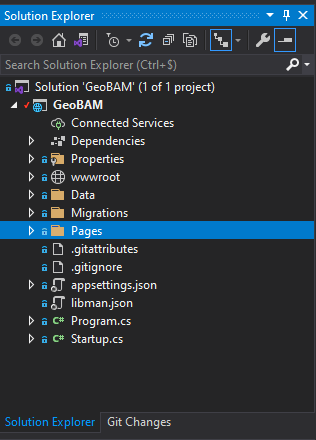 Solution Explorer
Search Solution Explorer (Ctrl+$)
Solution 'GeoBAM' (1 of 1 project)
GeoBAM
Connected Services
Dependencies
Properties
wwwroot
Data
Migrations
Pages
.gitattributes
.gitignore
appsettings.json
libman.json
C# Program.cs
C# Startup.cs
Solution Explorer Git Changes